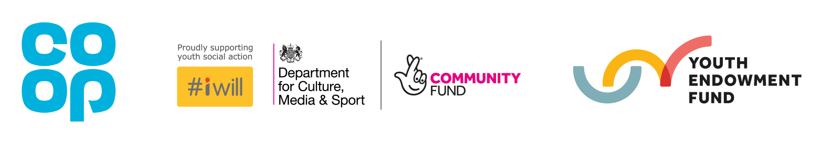 CO
OP
Proudly supporting
youth social action
#iwill
Department
for Culture,
Media & Sport
COMMUNITY
FUND
YOUTH
ENDOWMENT
FUND